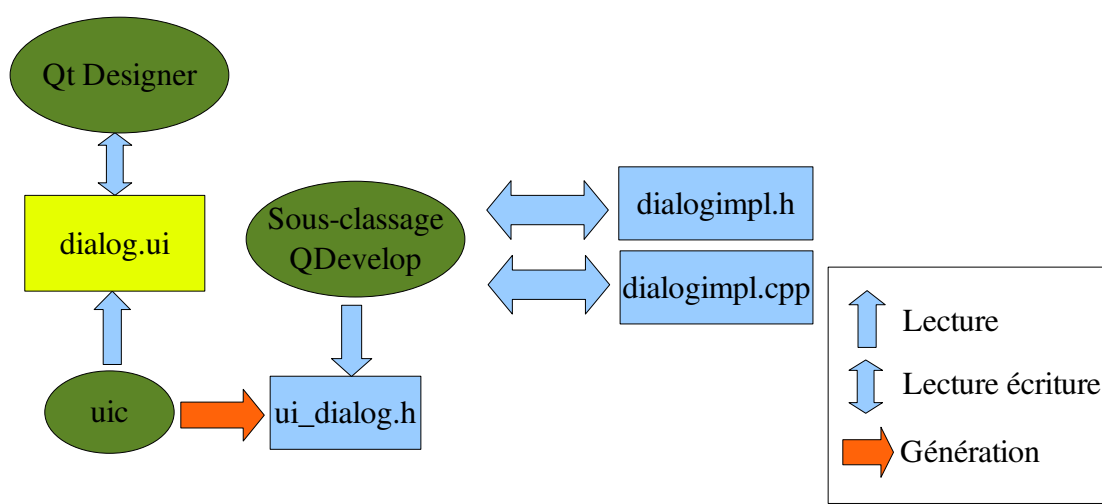 Qt Designer
dialog.ui
Sous-classage
QDevelop
dialogimpl.h
dialogimpl.cpp
uic
ui_dialog.h
Lecture
Lecture écriture
Génération